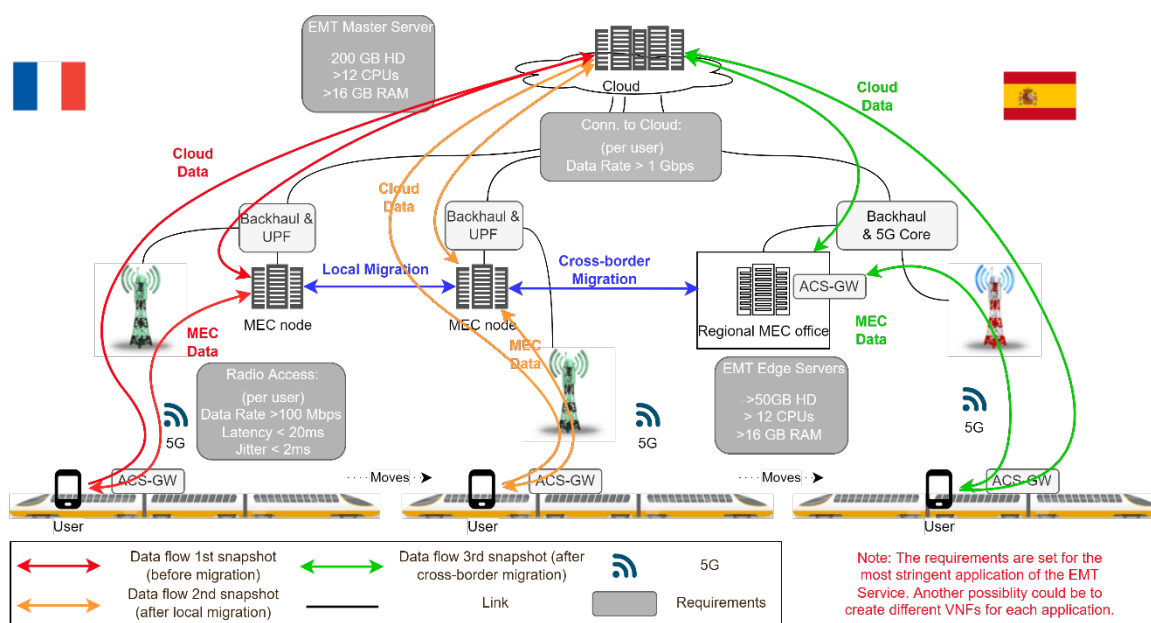 EMT Master Server
-200 GB HD
>12 CPUs
>16 GB RAM
Cloud
Conn. to Cloud:
(per user)
Data Rate > 1 Gbps
Cloud
Data
Cloud
Data
Cloud
Data
Backhaul &
UPF
Backhaul &
UPF
Backhaul
& 5G Core
Local Migration
Cross-border
Migration
MEC node
MEC node
ACS-GW
Regional MEC office
MEC
Data
MEC
Data
MEC
Data
Radio Access:
(per user)
Data Rate >100 Mbps
Latency < 20ms
Jitter < 2ms
EMT Edge Servers
->50GB HD
> 12 CPUs
>16 GB RAM
5G
5G
5G
ACS-GW
Moves
ACS-GW
Moves
ACS-GW
User
User
User
Data flow 1st snapshot
(before migration)
Data flow 3rd snapshot (after
cross-border migration)
5G
Data flow 2nd snapshot
(after local migration)
Link
Requirements
Note: The requirements are set for the
most stringent application of the EMT
Service. Another possiblity could be to
create different VNFs for each application.